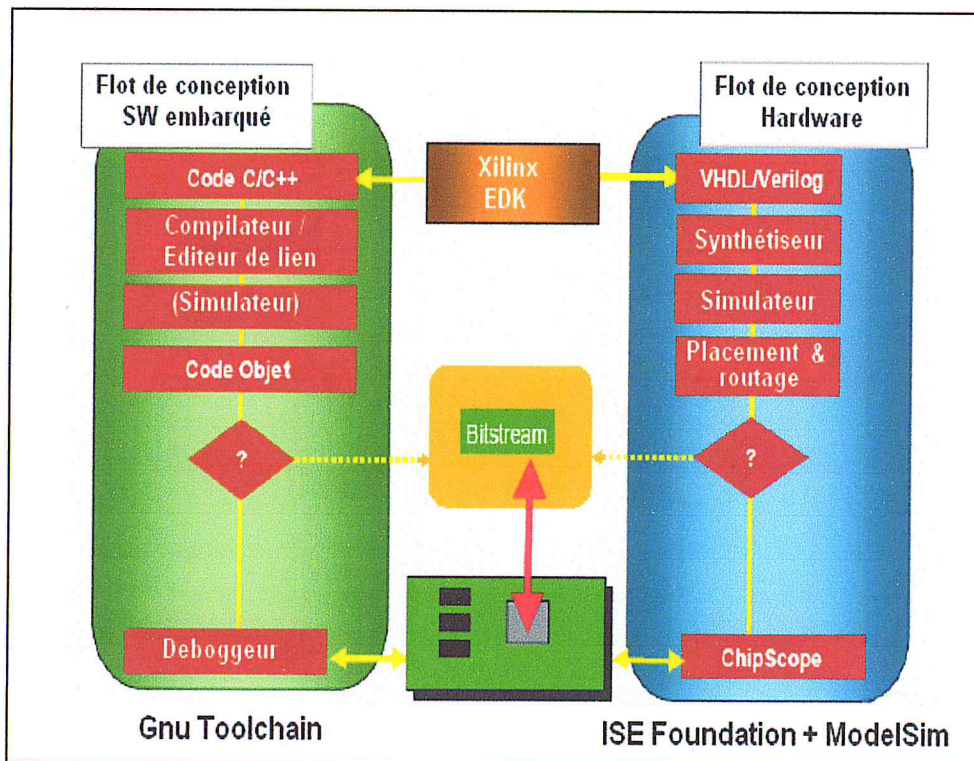 Flot de conception
SW embarqué
Code C/C++
Compilateur /
Editeur de lien
(Simulateur)
Code Objet
?
Deboggeur
Gnu Toolchain
Xilinx
EDK
Bitstream
Flot de conception
Hardware
VHDL/Verilog
Synthétiseur
Simulateur
Placement &
routage
?
ChipScope
ISE Foundation + ModelSim